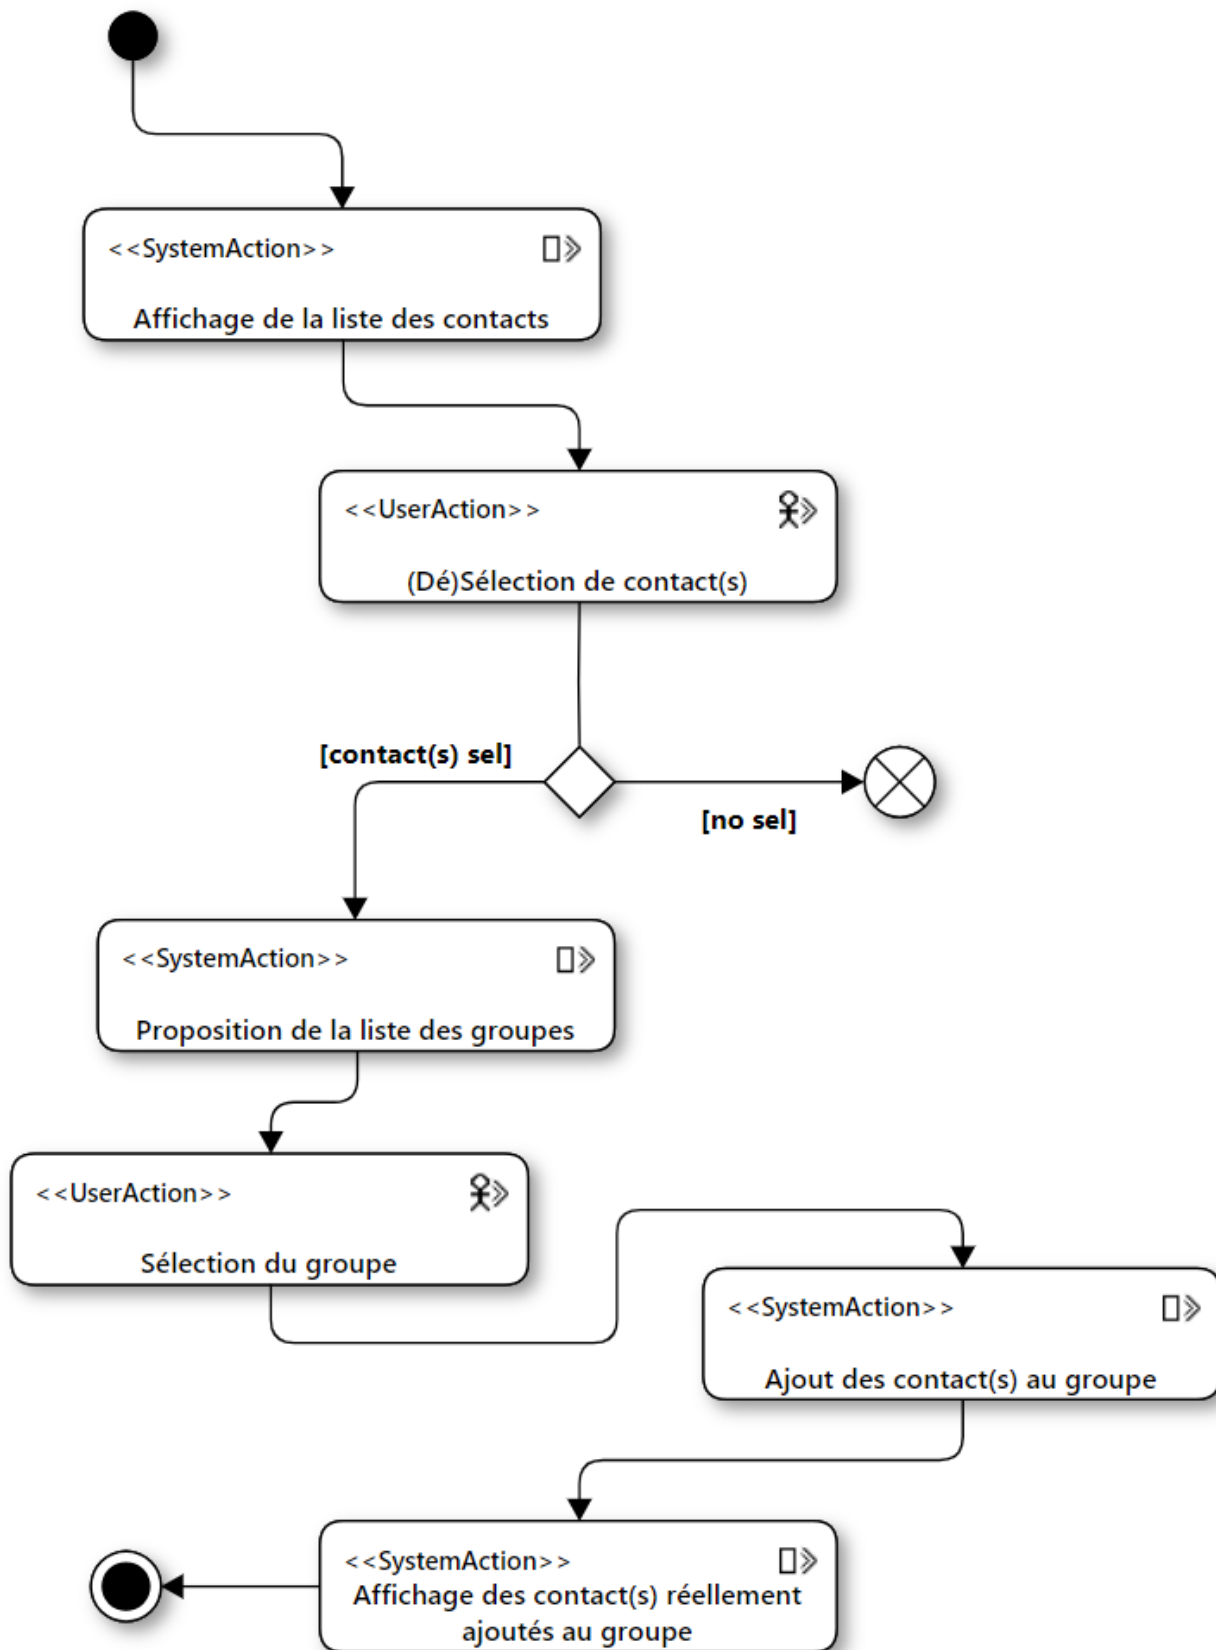 <<SystemAction>>
Affichage de la liste des contacts
<<UserAction>>
(Dé)Sélection de contact(s)
[contact(s) sel]
[no sel]
<<SystemAction>>
Proposition de la liste des groupes
<<UserAction>>
Sélection du groupe
<<SystemAction>>
Ajout des contact(s) au groupe
<<SystemAction>>
Affichage des contact(s) réellement
ajoutés au groupe